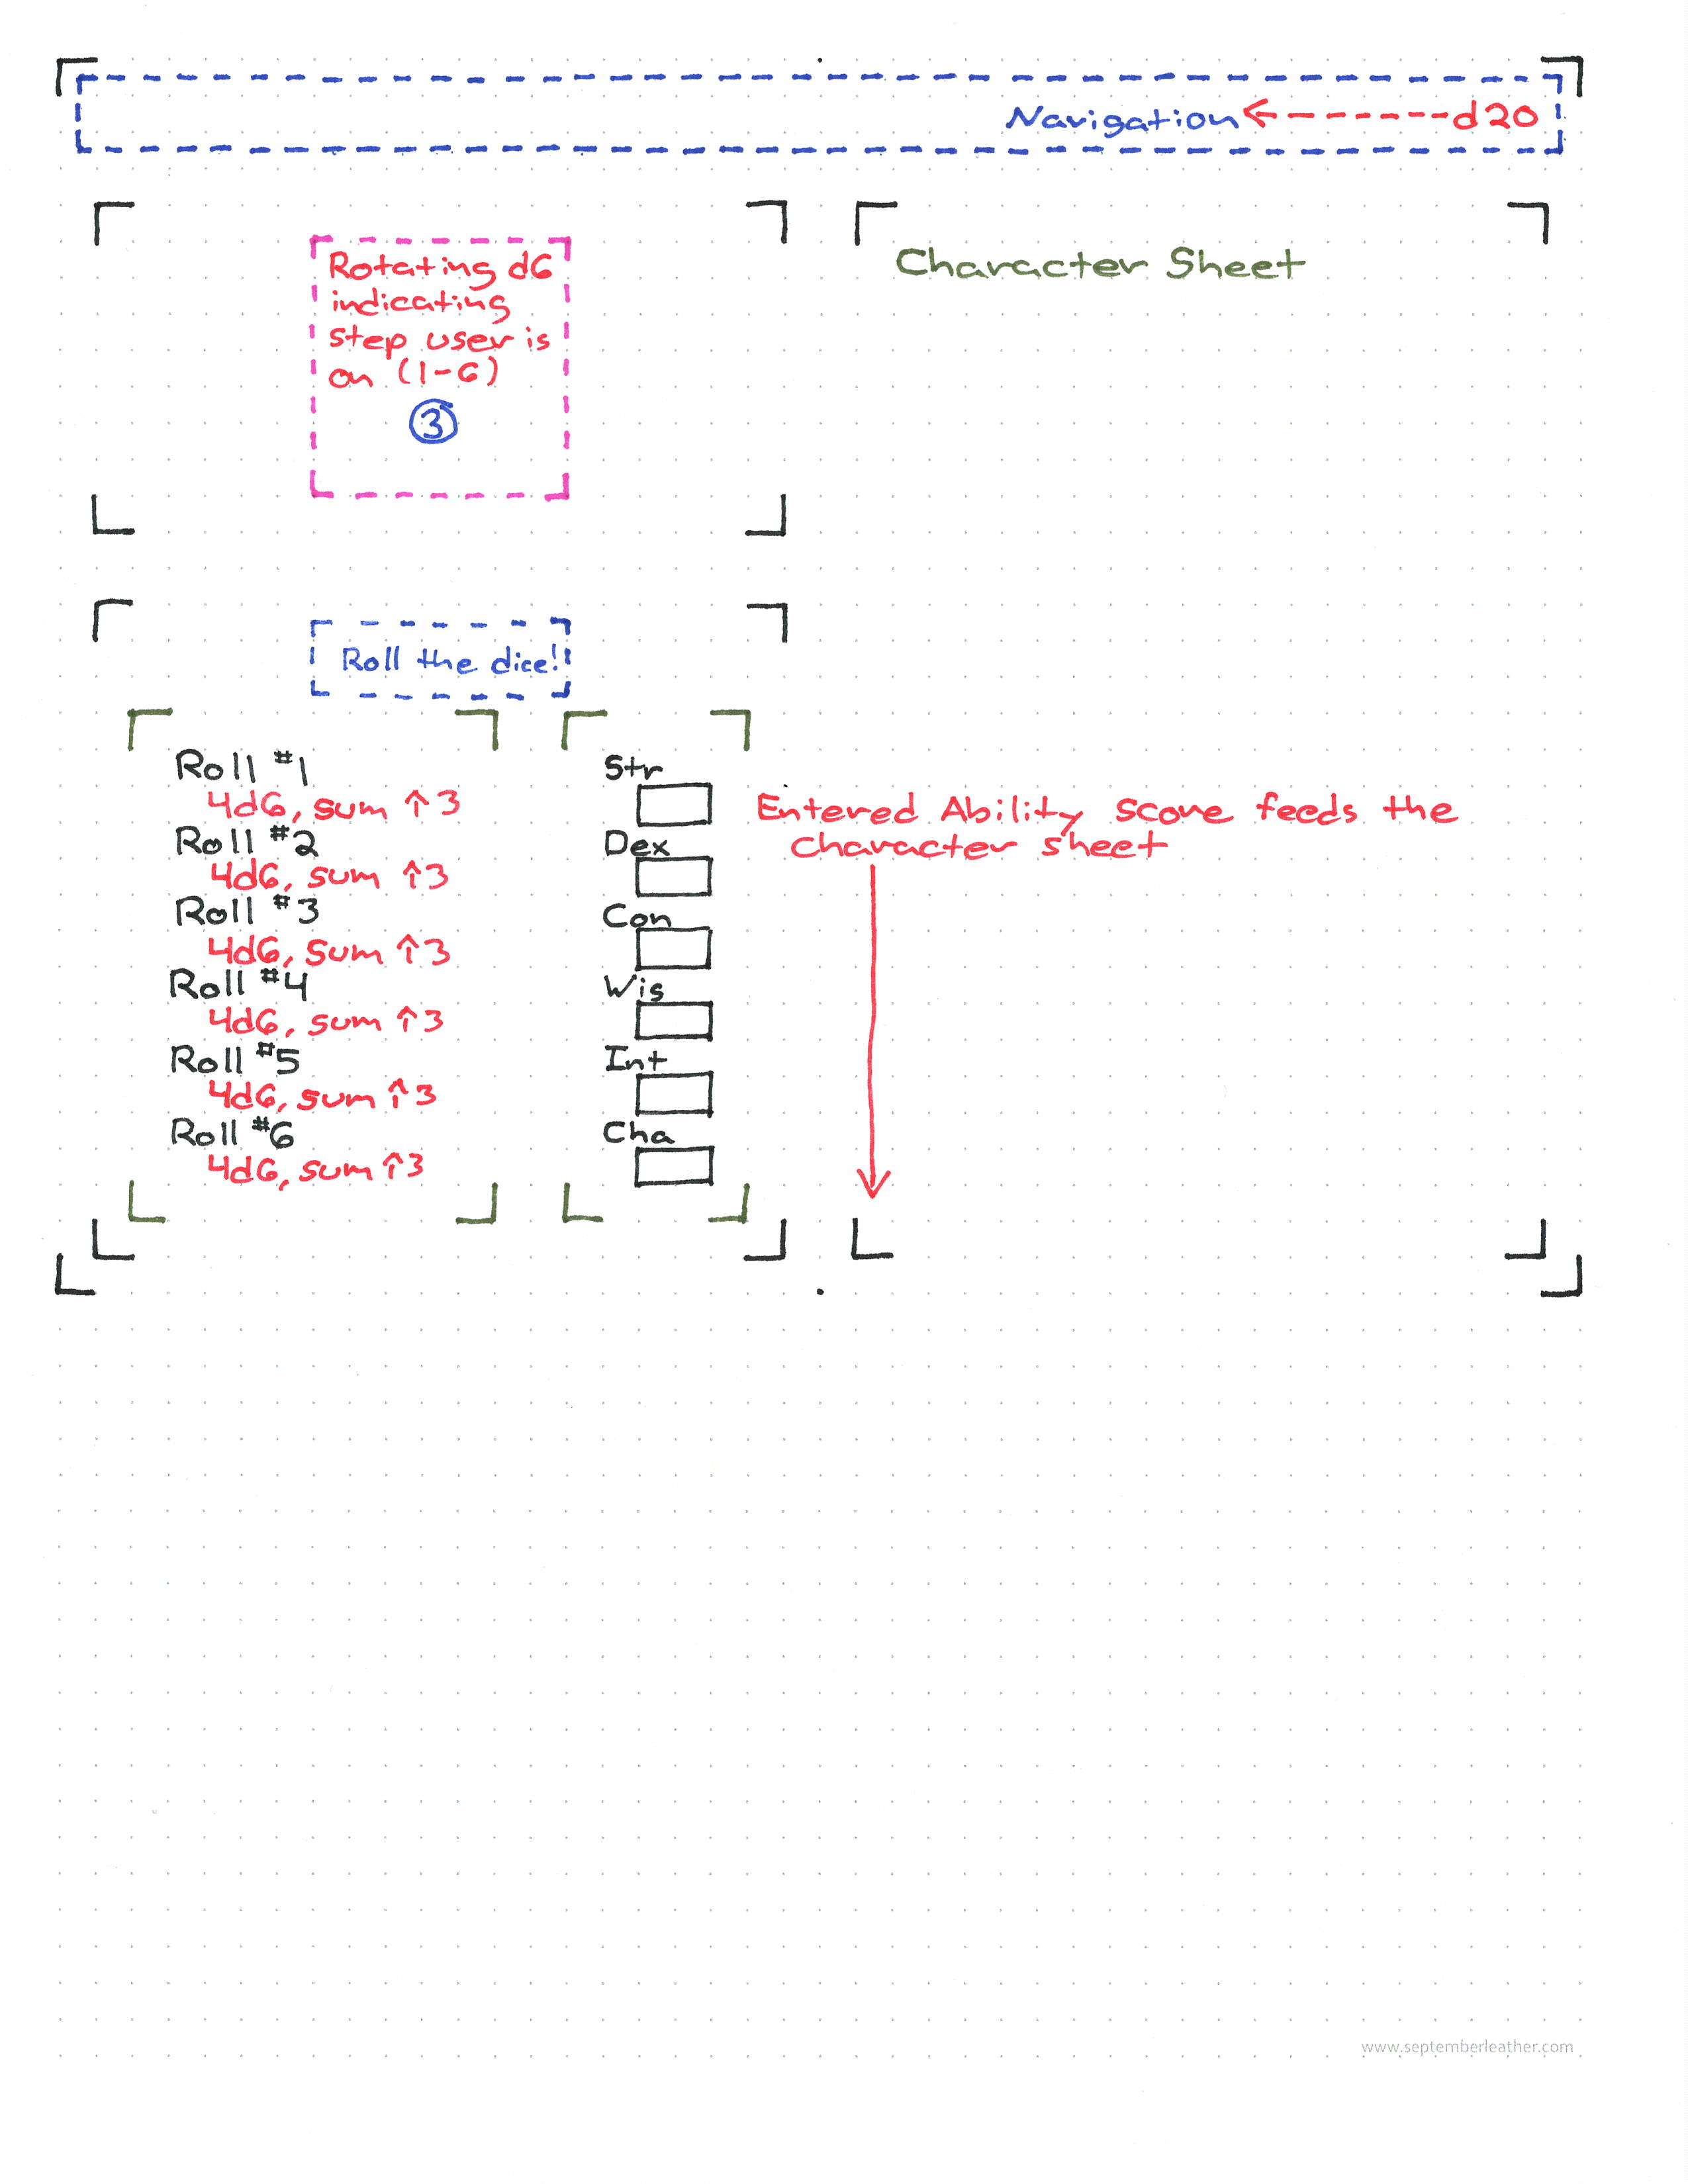 Navigation
d20
Rotating d6
indicating
step user is
on (1-6)
3
Character Sheet
Roll the dice!
Roll #1
4d6, sum ↑3
Roll #2
4d6, sum ↑3
Roll #3
4d6, sum ↑3
Roll #4
4d6, sum ↑3
Roll #5
4d6, sum ↑3
Roll #6
4d6, sum ↑3
Str
Dex
Con
Wis
Int
Cha
Entered Ability score feeds the
character sheet
www.septemberleather.com